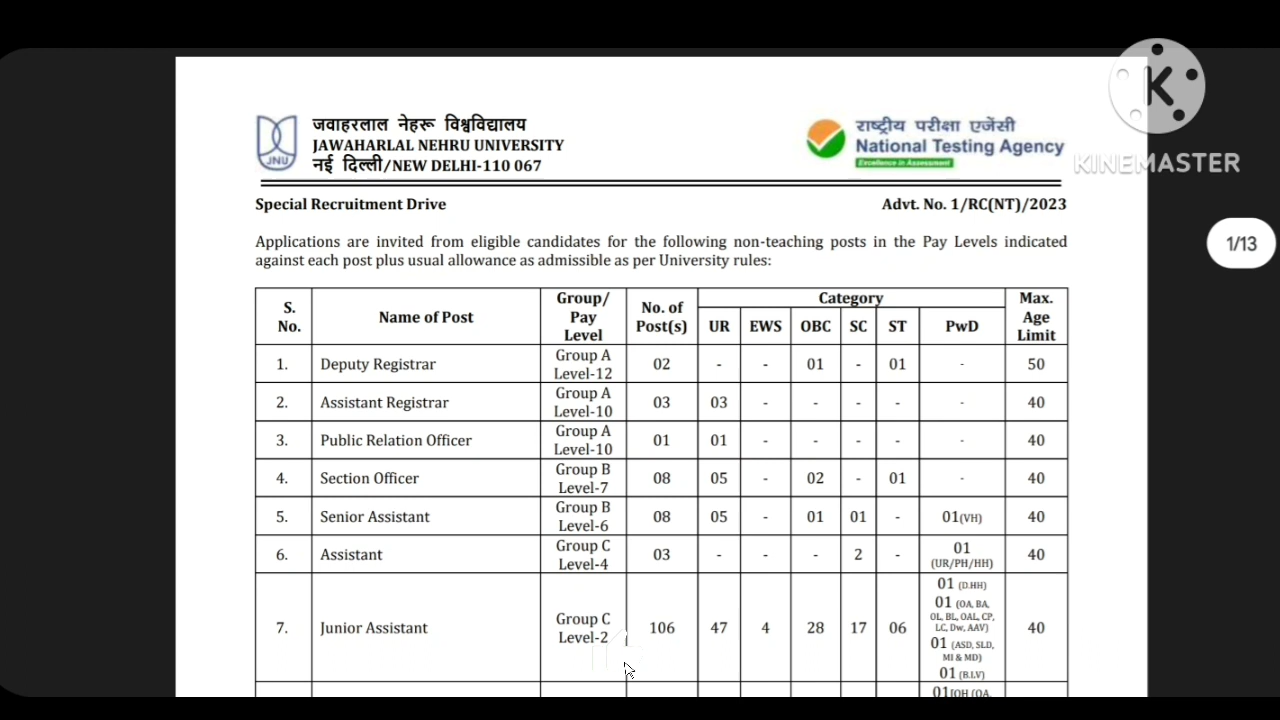 जवाहरलाल नेहरू विश्वविद्यालय
JAWAHARLAL NEHRU UNIVERSITY
नई दिल्ली/NEW DELHI-110 067
JNU
राष्ट्रीय परीक्षा एजेंसी
National Testing Agency
Excellence in Assessment
K
KINEMASTER
1/13
Special Recruitment Drive Advt. No. 1/RC(NT)/2023
Applications are invited from eligible candidates for the following non-teaching posts in the Pay Levels indicated
against each post plus usual allowance as admissible as per University rules:
S. No. Name of Post Group/ Pay Level No. of Post(s) Category Max. Age Limit
UR EWS OBC SC ST PwD
1. Deputy Registrar Group A Level-12 02 - - 01 - 01 - 50
2. Assistant Registrar Group A Level-10 03 03 - - - - - 40
3. Public Relation Officer Group A Level-10 01 01 - - - - - 40
4. Section Officer Group B Level-7 08 05 - 02 - 01 - 40
5. Senior Assistant Group B Level-6 08 05 - 01 01 - 01(VH) 40
6. Assistant Group C Level-4 03 - - - 2 - 01 (UR/PH/HH) 40
7. Junior Assistant Group C Level-2 106 47 4 28 17 06 01 (D.HH) 01 (OA, BA, OL, BL, OAL, CP, LC, Dw, AAV) 01 (ASD, SLD, MI & MD) 01 (B.LV) 40
01(OH (OA,